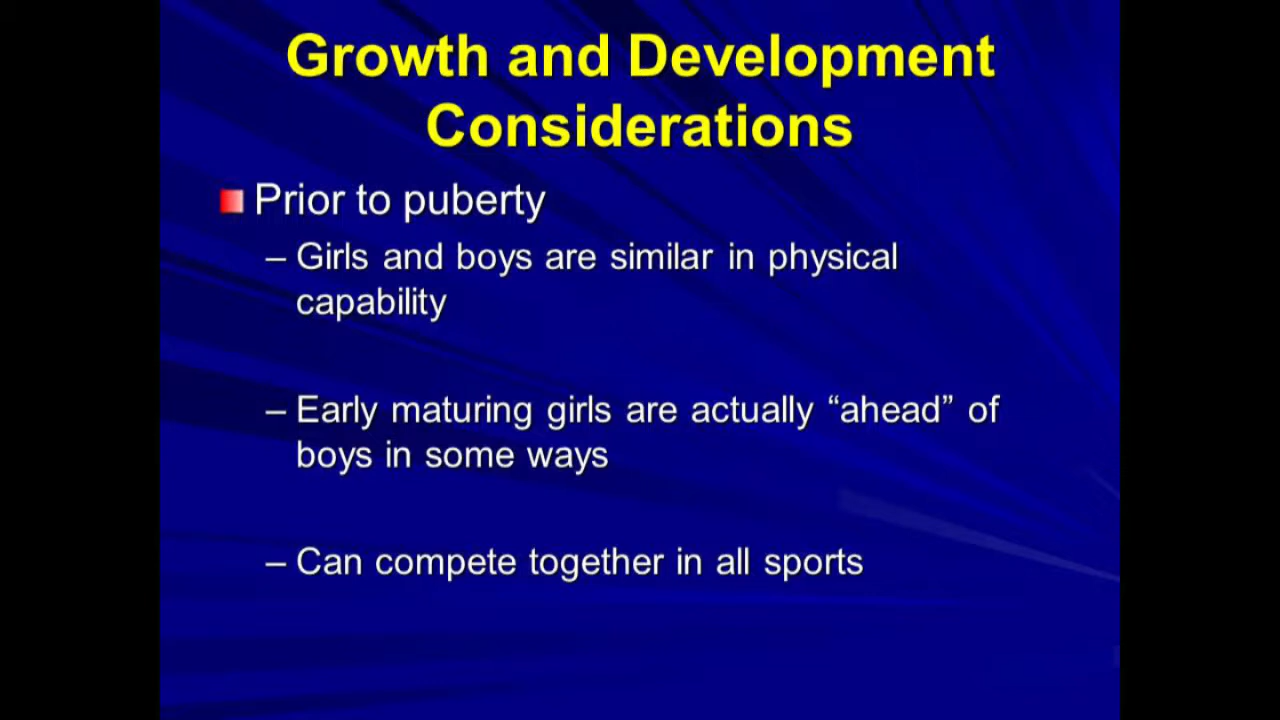 Growth and Development
Considerations
Prior to puberty
– Girls and boys are similar in physical
capability
– Early maturing girls are actually “ahead” of
boys in some ways
– Can compete together in all sports